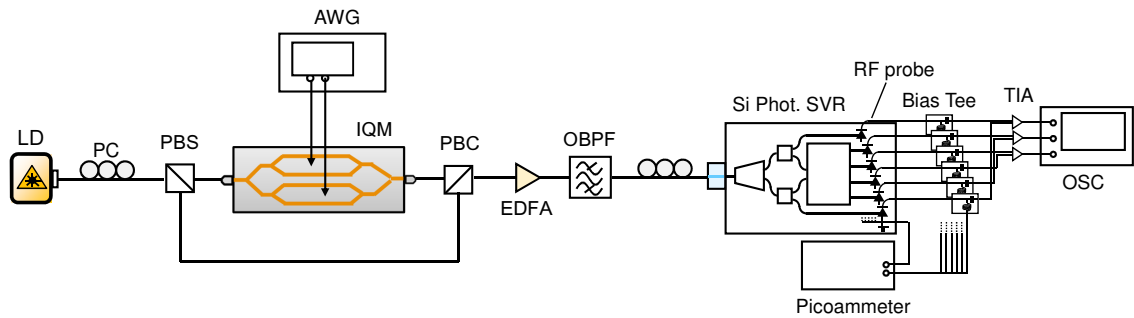 AWG
RF probe
Si Phot. SVR
Bias Tee
TIA
LD
PC
PBS
IQM
PBC
OBPF
EDFA
OSC
Picoammeter